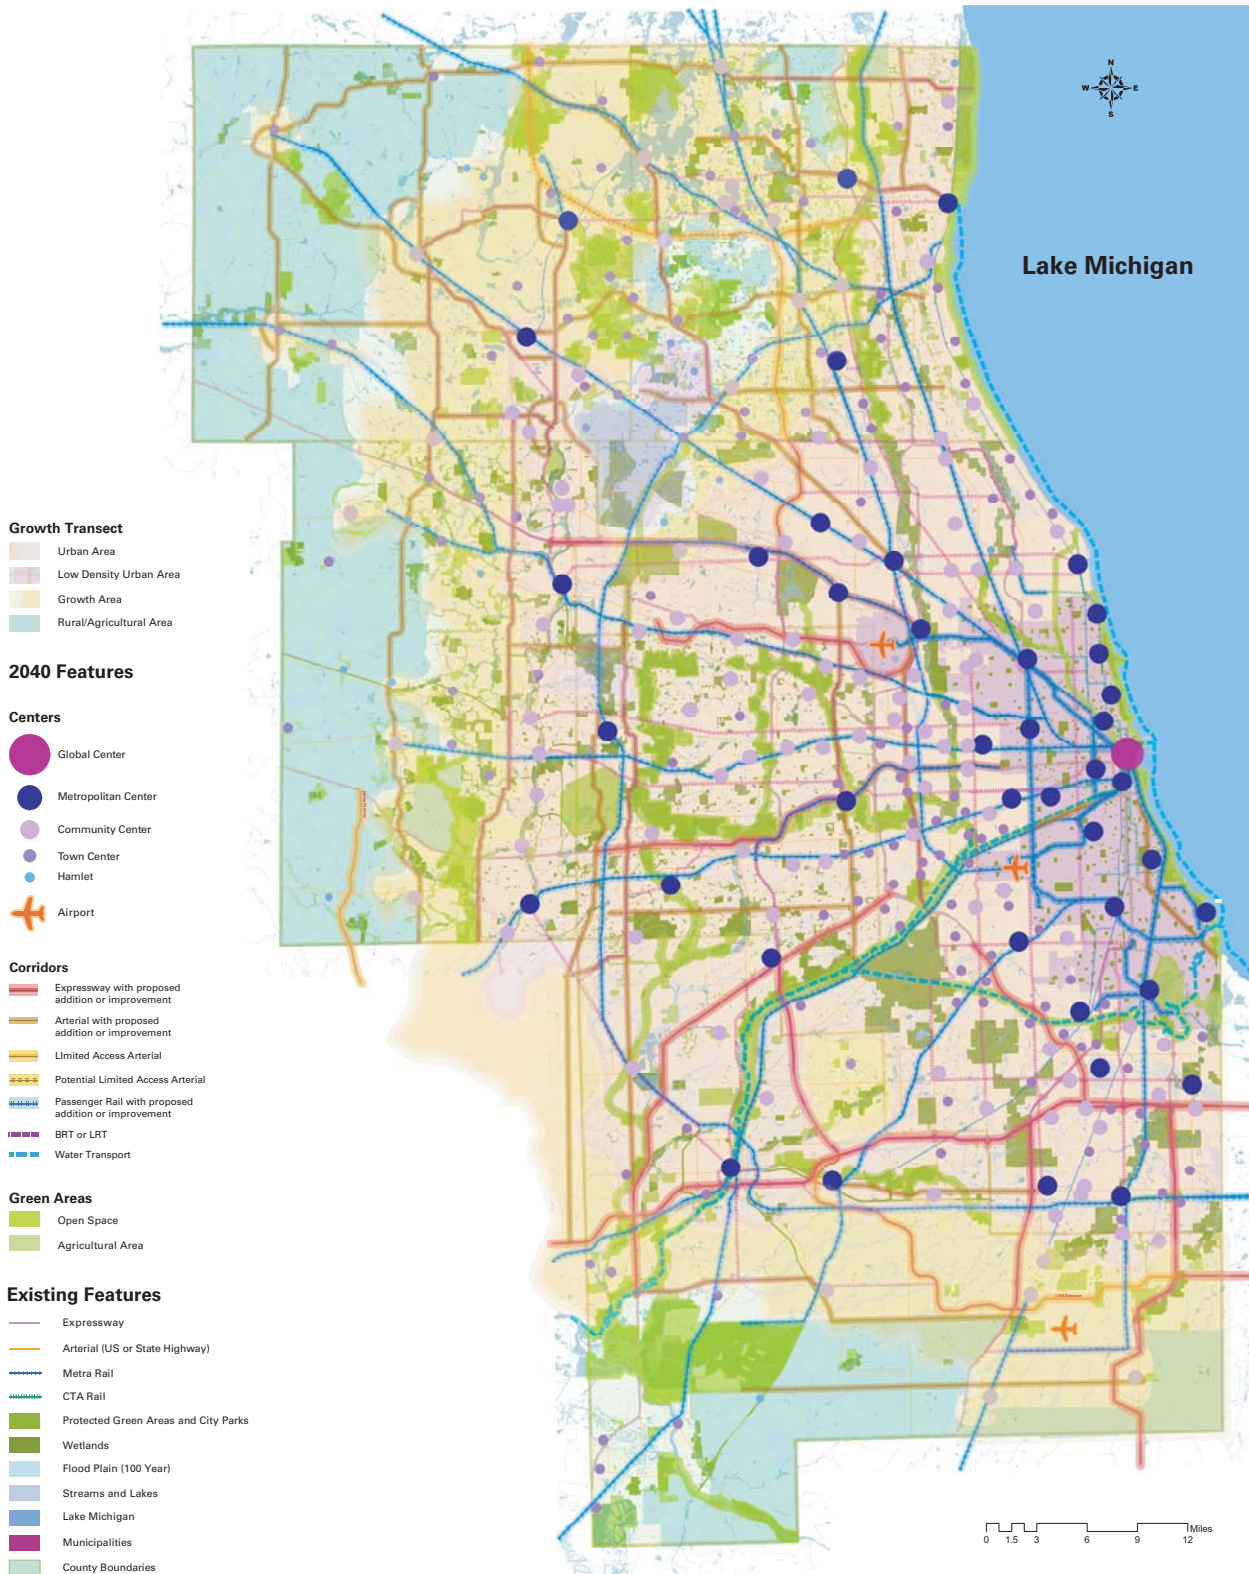 N
W
E
S
Lake Michigan
Growth Transect
Urban Area
Low Density Urban Area
Growth Area
Rural/Agricultural Area
2040 Features
Centers
Global Center
Metropolitan Center
Community Center
Town Center
Hamlet
Airport
Corridors
Expressway with proposed
addition or improvement
Arterial with proposed
addition or improvement
LImited Access Arterial
Potential Limited Access Arterial
Passenger Rail with proposed
addition or improvement
BRT or LRT
Water Transport
Green Areas
Open Space
Agricultural Area
Existing Features
Expressway
Arterial (US or State Highway)
Metra Rail
CTA Rail
Protected Green Areas and City Parks
Wetlands
Flood Plain (100 Year)
Streams and Lakes
Lake Michigan
Municipalities
County Boundaries
Miles
0 1.5 3 6 9 12